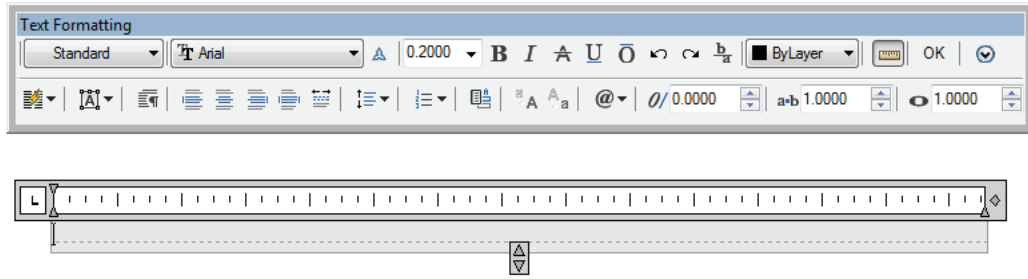 Text Formatting
Standard Arial 0.2000 B I A U O b/a ByLayer OK
A a A A a @ 0/ 0.0000 a•b 1.0000 o 1.0000
L